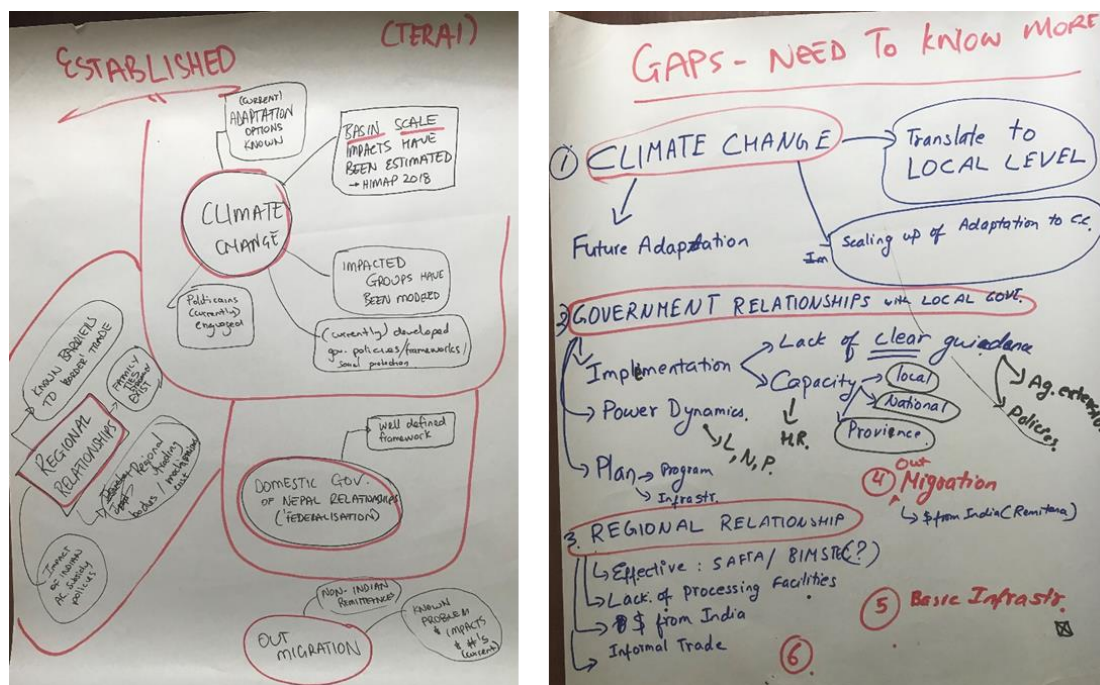 ESTABLISHED
(TERAI)
(CURRENT)
ADAPTATION
OPTIONS
KNOWN
BASIN SCALE
IMPACTS HAVE
BEEN ESTIMATED
→ HIMAP 2018
CLIMATE
CHANGE
IMPACTED
GROUPS HAVE
BEEN MODELED
Politicians
(currently)
engaged
(currently) developed
gov. policies/frameworks/
social protection
KNOWN BARRIERS
TO BORDER TRADE
FAMILY
TIES
EXIST
REGIONAL
RELATIONSHIPS
Regional
funding
bodies / mechanisms
exist
IMPACT
OF INDIAN
AG. Subsidy
policies
well defined
framework
DOMESTIC GOV.
OF NEPAL RELATIONSHIPS
('FEDERALISATION)
NON-INDIAN
REMITTANCES
OUT
MIGRATION
KNOWN
PROBLEM
& IMPACTS
& #'s
(current)
GAPS - NEED To KNOW MORE
① CLIMATE CHANGE
Translate to
LOCAL LEVEL
Future Adaptation
Im
Scaling up of Adaptation to C.C.
2) GOVERNMENT RELATIONSHIPS with LOCAL GOVT.
Implementation
Lack of clear guidance
Ag. extension
Policies
Capacity
local
National
Provience
H.R.
Power Dynamics
L, N, P.
Plan → Program
Infrastr.
④ Out
Migration
$ from India (Remitana)
3. REGIONAL RELATIONSHIP
Effective : SAFTA / BIMSTE(?)
Lack of processing Facilities
$ from India
Informal Trade
⑤ Basic Infrastr.
⑥